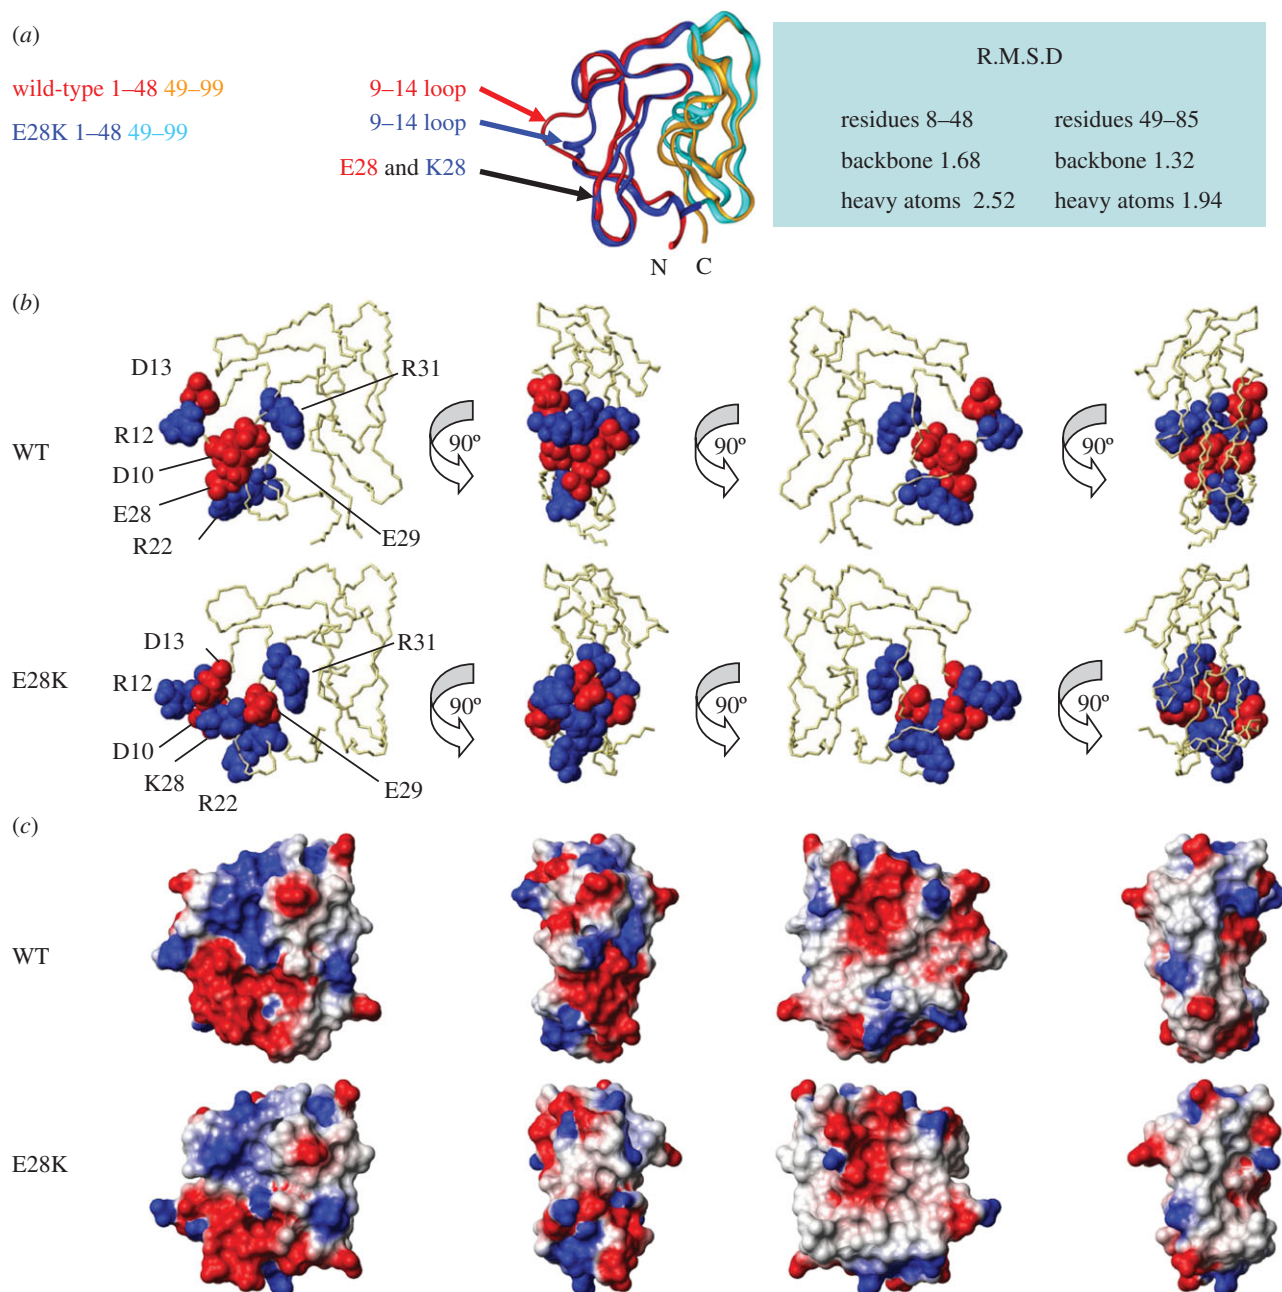 (a)
wild-type 1–48 49–99
E28K 1–48 49–99
9–14 loop
9–14 loop
E28 and K28
N C
R.M.S.D
residues 8–48 residues 49–85
backbone 1.68 backbone 1.32
heavy atoms 2.52 heavy atoms 1.94
(b)
WT
D13
R31
R12
D10
E28
R22
E29
90º
90º
90º
E28K
D13
R31
R12
D10
K28
R22
E29
90º
90º
90º
(c)
WT
E28K